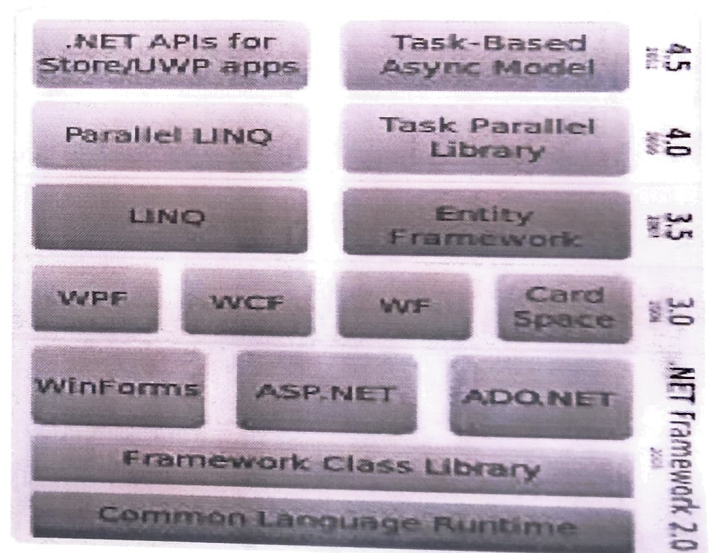 .NET APIs for
Store/UWP apps
Task-Based
Async Model
4.5
Parallel LINQ
Task Parallel
Library
4.0
LINQ
Entity
Framework
3.5
WPF
WCF
WF
Card
Space
3.0
WinForms
ASP.NET
ADO.NET
Framework Class Library
Common Language Runtime
.NET Framework 2.0